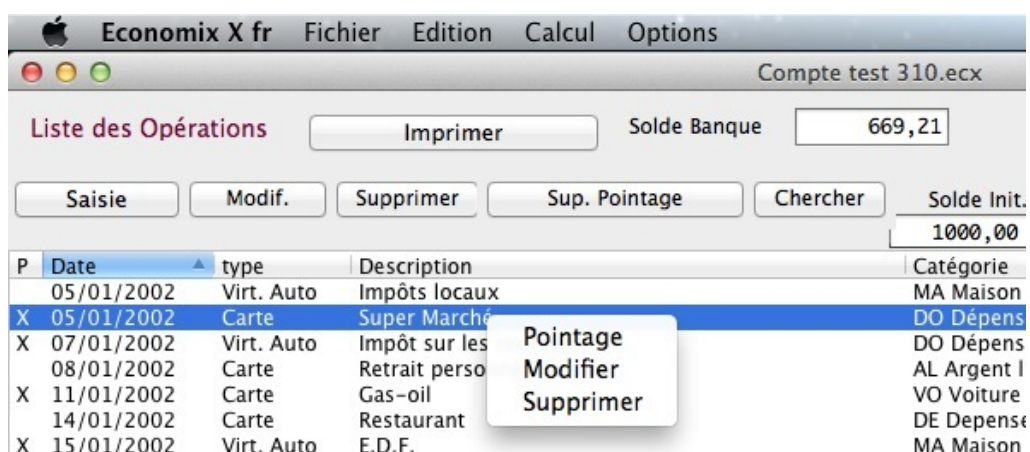 Economix X fr Fichier Edition Calcul Options
Compte test 310.ecx
Liste des Opérations Imprimer Solde Banque 669,21
Saisie Modif. Supprimer Sup. Pointage Chercher Solde Init.
1000,00
P Date type Description Catégorie
05/01/2002 Virt. Auto Impôts locaux MA Maison
X 05/01/2002 Carte Super Marché DO Dépens
X 07/01/2002 Virt. Auto Impôt sur les DO Dépens
08/01/2002 Carte Retrait perso AL Argent
X 11/01/2002 Carte Gas-oil VO Voiture
14/01/2002 Carte Restaurant DE Depense
X 15/01/2002 Virt. Auto E.D.F. MA Maison
Pointage
Modifier
Supprimer